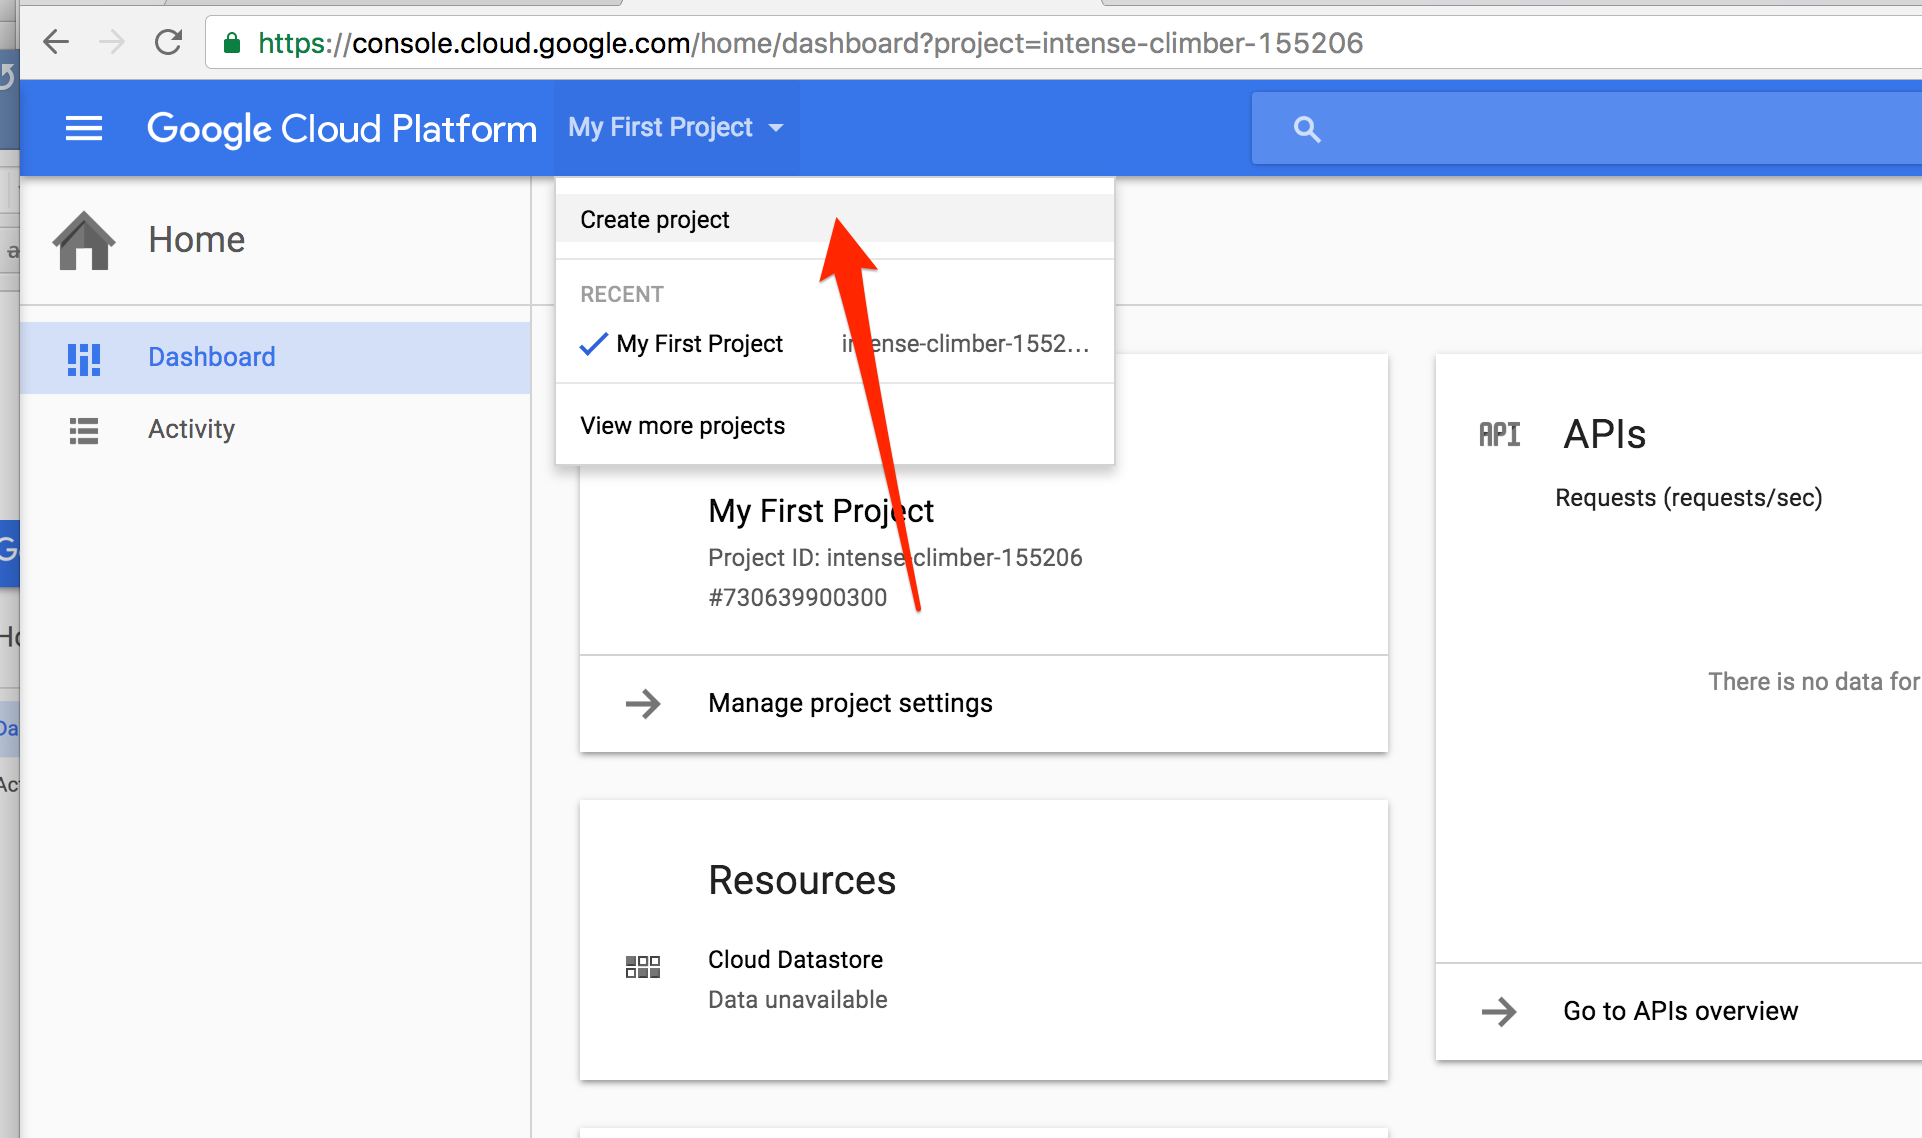 https://console.cloud.google.com/home/dashboard?project=intense-climber-155206
Google Cloud Platform
My First Project
Home
Dashboard
Activity
Create project
RECENT
My First Project intense-climber-1552...
View more projects
My First Project
Project ID: intense-climber-155206
#730639900300
Manage project settings
Resources
Cloud Datastore
Data unavailable
API APIs
Requests (requests/sec)
There is no data for
Go to APIs overview